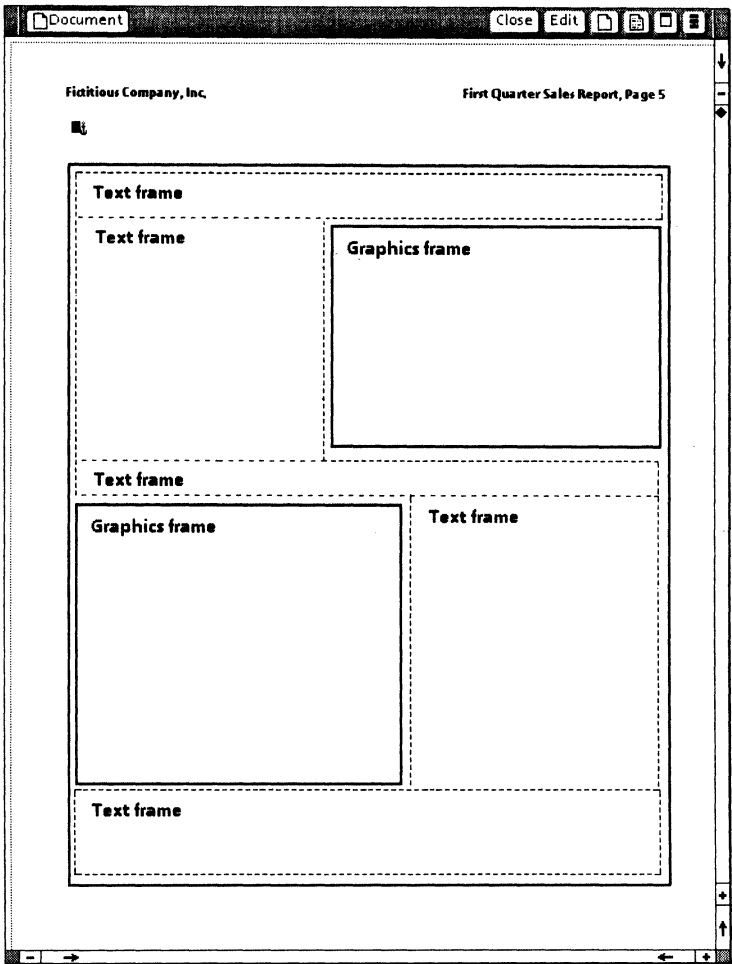 Document Close Edit
Fictitious Company, Inc. First Quarter Sales Report, Page 5
Text frame
Text frame
Graphics frame
Text frame
Graphics frame
Text frame
Text frame